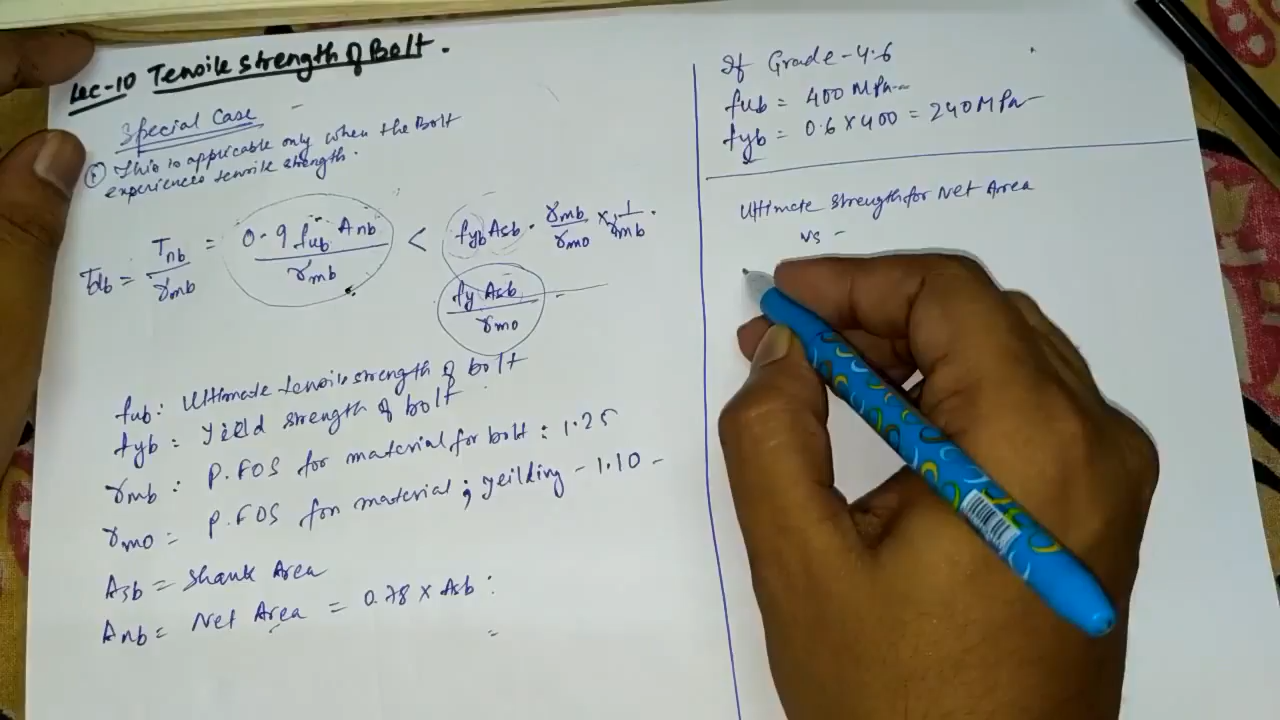 Lec-10 Tensile strength of Bolt.
Special Case
① This is applicable only when the Bolt
experiences tensile strength.
Tdb = Tnb / γmb = 0.9 fub Anb / γmb < fyb Asb · γmb / γmo × 1 / γmb .
fy Asb / γmo
fub : Ultimate tensile strength of bolt
fyb = Yield strength of bolt
γmb : P.FOS for material for bolt : 1.25
γmo = P.FOS for material ; yeilding - 1.10
Asb = Shank Area
Anb = Net Area = 0.78 × Asb :
=
If Grade-4.6
fub = 400 MPa
fyb = 0.6 × 400 = 240 MPa
Ultimate strength for Net Area
vs -